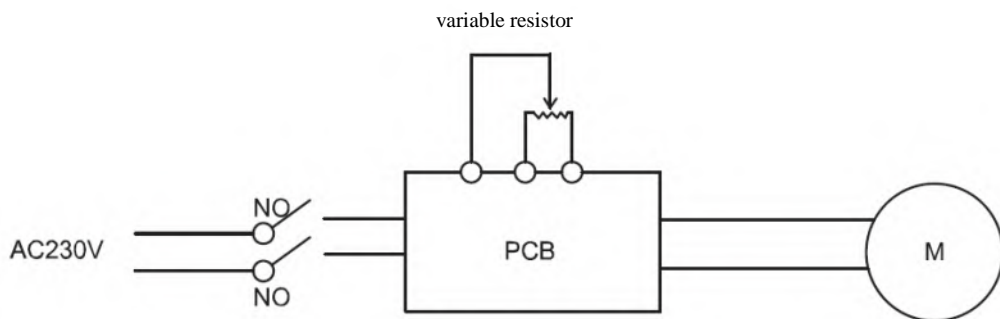 variable resistor
NO
AC230V
PCB
M
NO